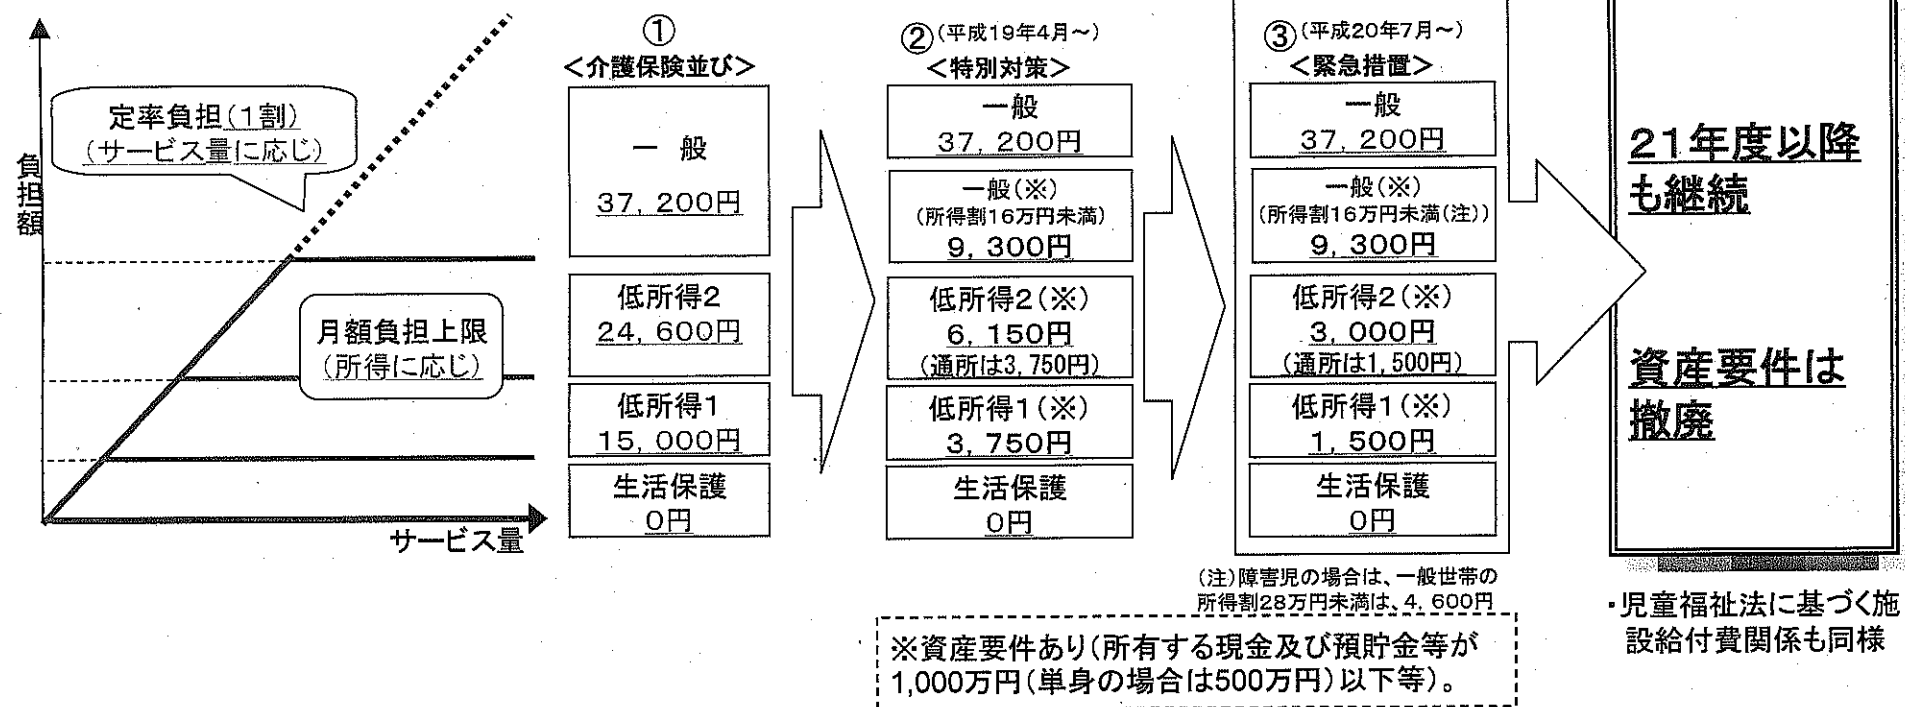 負担額
定率負担(1割)
(サービス量に応じ)
月額負担上限
(所得に応じ)
サービス量
①
<介護保険並び>
一 般
37, 200円
低所得2
24, 600円
低所得1
15, 000円
生活保護
0円
②(平成19年4月~)
<特別対策>
一般
37, 200円
一般(※)
(所得割16万円未満)
9, 300円
低所得2(※)
6, 150円
(通所は3, 750円)
低所得1(※)
3, 750円
生活保護
0円
③(平成20年7月~)
<緊急措置>
一般
37, 200円
一般(※)
(所得割16万円未満(注))
9, 300円
低所得2(※)
3, 000円
(通所は1, 500円)
低所得1(※)
1, 500円
生活保護
0円
(注)障害児の場合は、一般世帯の
所得割28万円未満は、4, 600円
※資産要件あり(所有する現金及び預貯金等が
1,000万円(単身の場合は500万円)以下等)。
21年度以降
も継続
資産要件は
撤廃
・児童福祉法に基づく施
設給付費関係も同様